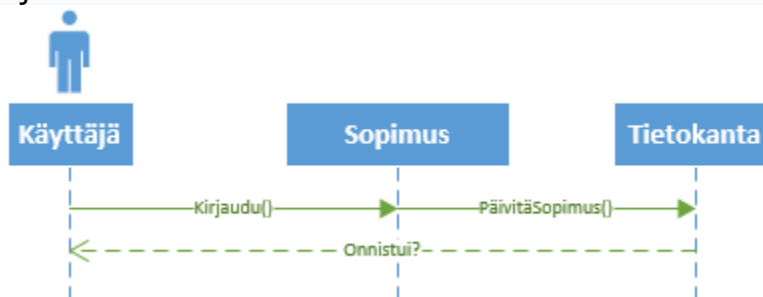 Käyttäjä
Sopimus
Tietokanta
Kirjaudu()
PäivitäSopimus()
Onnistui?